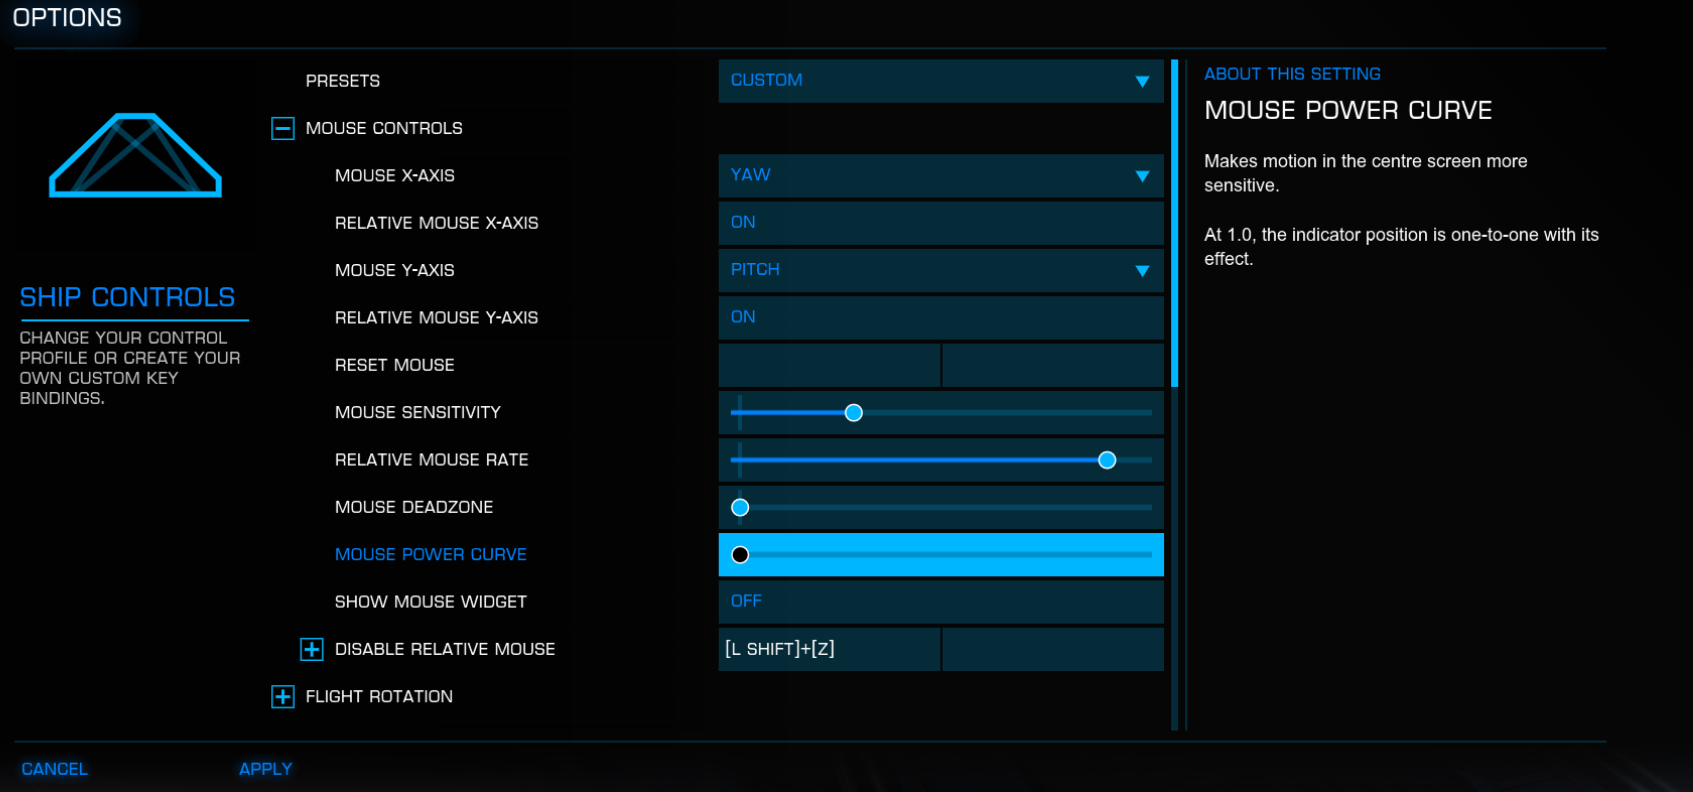 OPTIONS
PRESETS
CUSTOM
MOUSE CONTROLS
MOUSE X-AXIS
YAW
RELATIVE MOUSE X-AXIS
ON
MOUSE Y-AXIS
PITCH
RELATIVE MOUSE Y-AXIS
ON
RESET MOUSE
MOUSE SENSITIVITY
RELATIVE MOUSE RATE
MOUSE DEADZONE
MOUSE POWER CURVE
SHOW MOUSE WIDGET
OFF
DISABLE RELATIVE MOUSE
[L SHIFT]+[Z]
FLIGHT ROTATION
SHIP CONTROLS
CHANGE YOUR CONTROL
PROFILE OR CREATE YOUR
OWN CUSTOM KEY
BINDINGS.
ABOUT THIS SETTING
MOUSE POWER CURVE
Makes motion in the centre screen more
sensitive.
At 1.0, the indicator position is one-to-one with its
effect.
CANCEL
APPLY